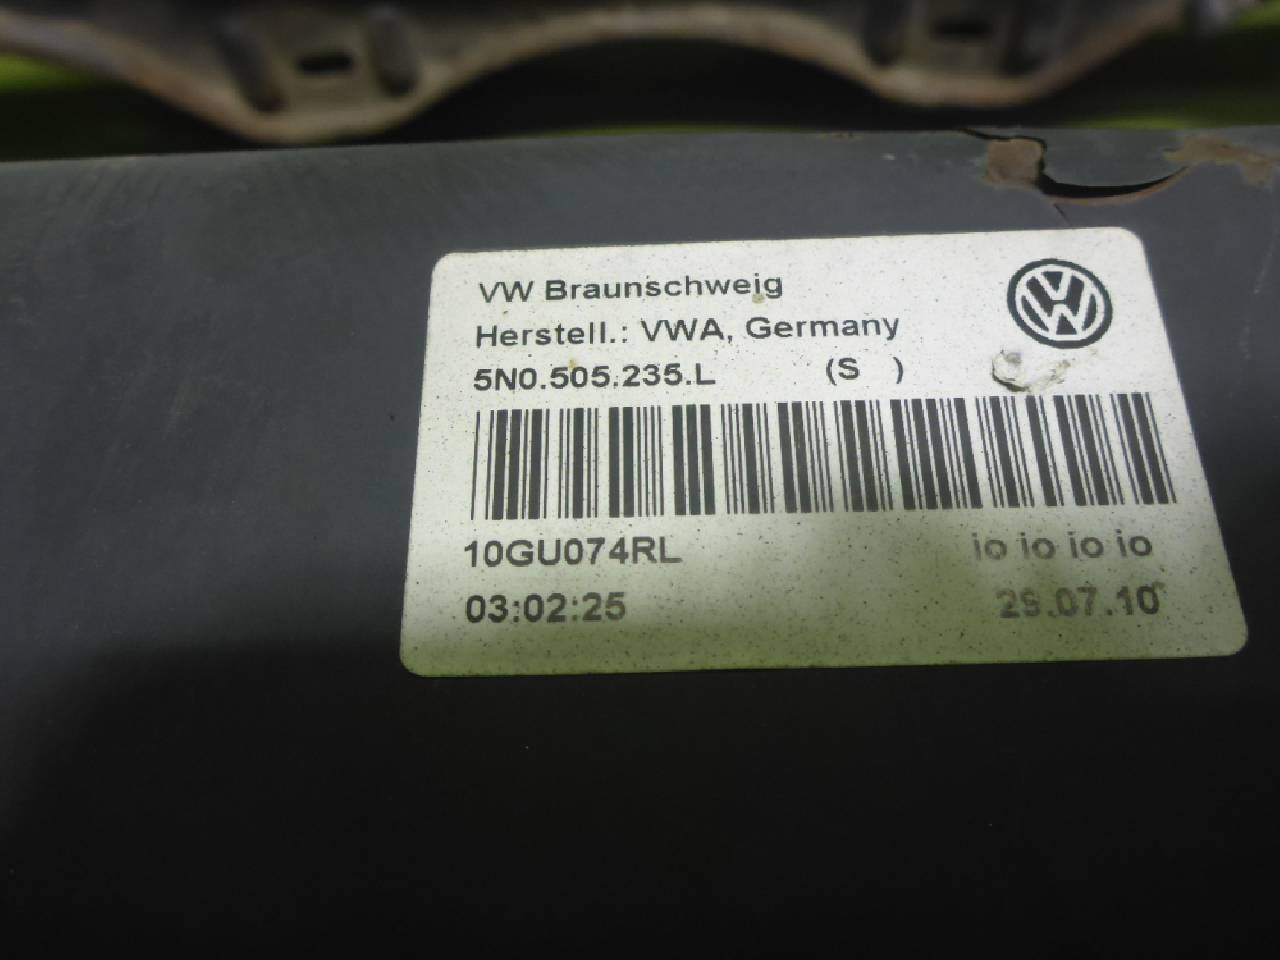 VW Braunschweig
Herstell.: VWA, Germany
5N0.505.235.L (S )
10GU074RL io io io io
03:02:25 29.07.10